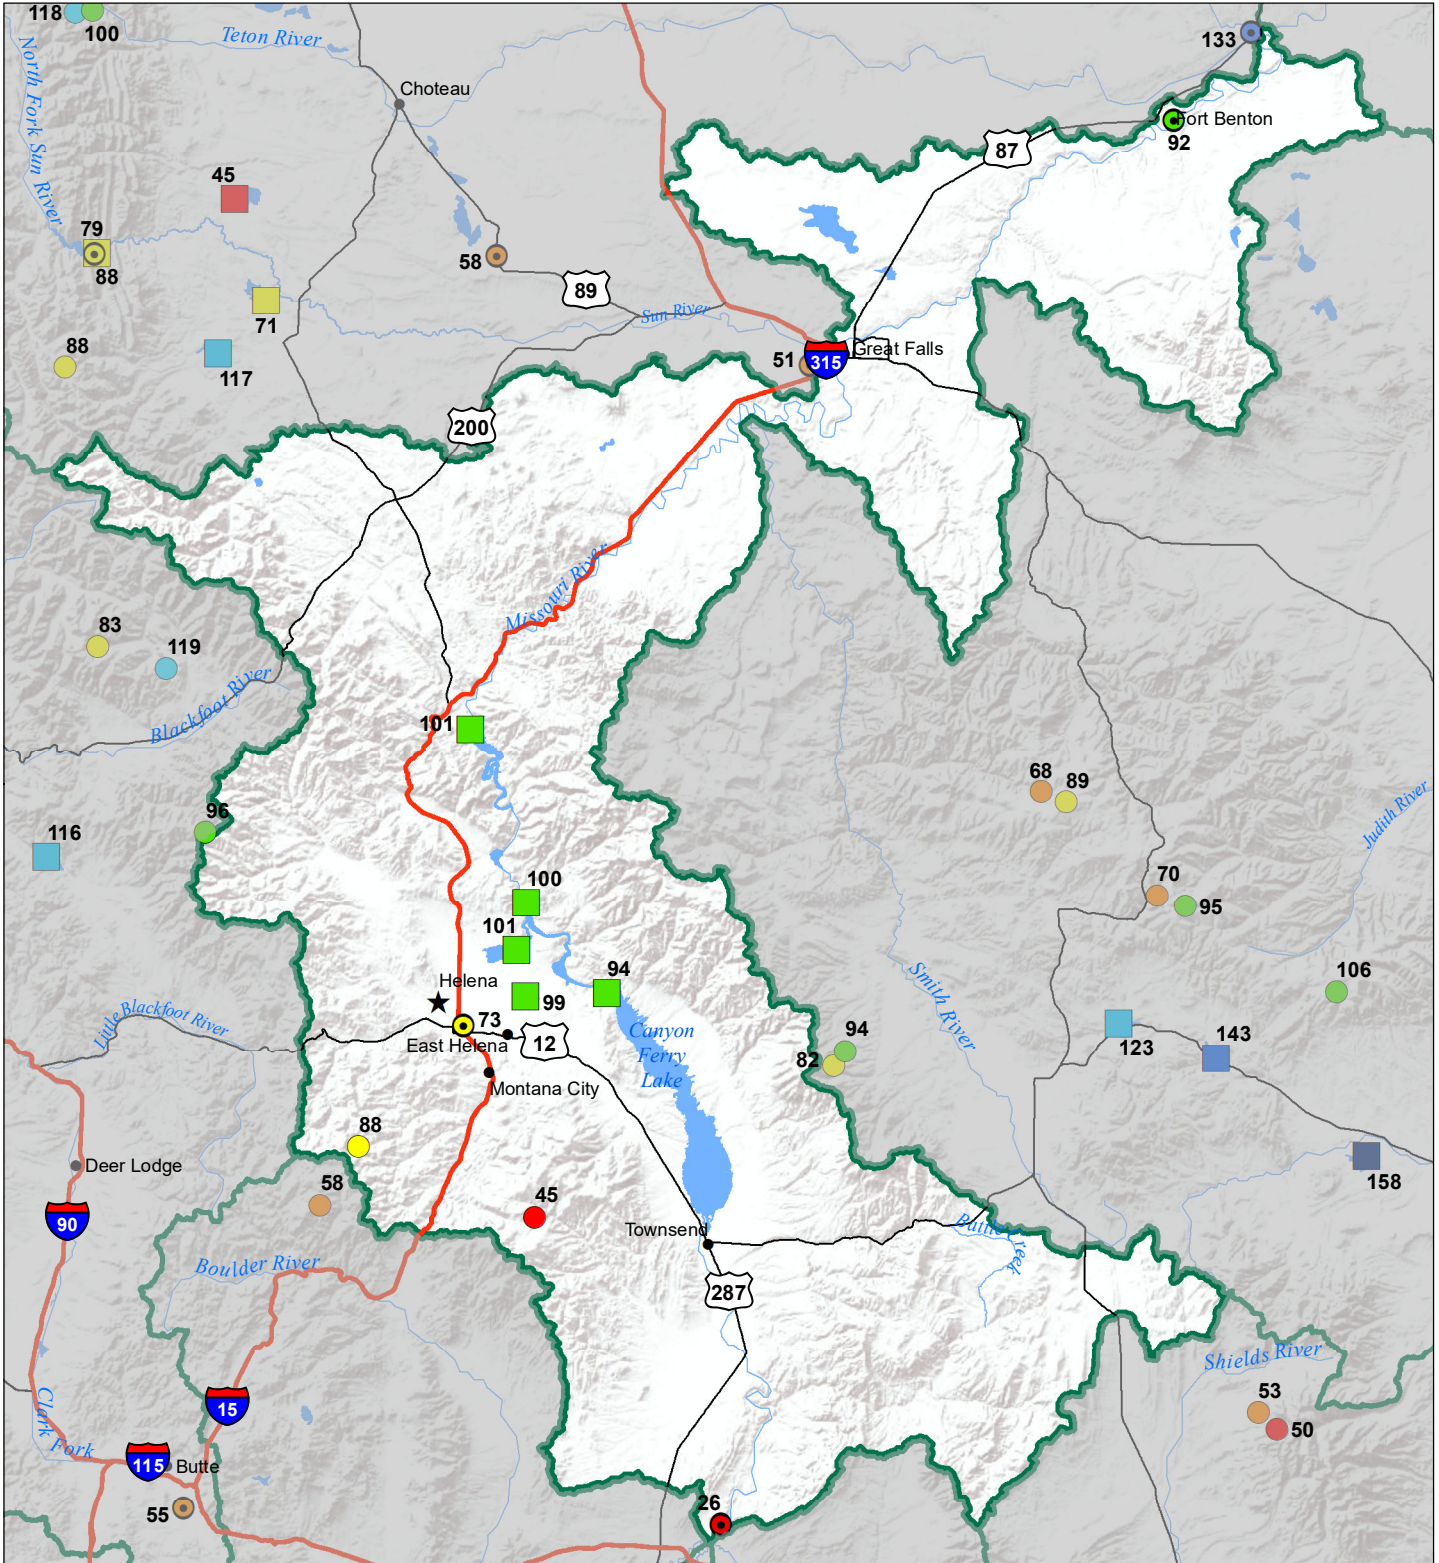 118
100
Teton River
133
North Fork Sun River
Choteau
Fort Benton
92
87
45
79
88
58
89
71
Sun River
88
117
51
315
Great Falls
200
Missouri River
83
119
Blackfoot River
101
68
89
Judith River
96
116
100
70
95
101
94
Helena
99
106
Smith River
Little Blackfoot River
73
East Helena
12
Canyon
Ferry
Lake
94
82
123
143
Montana City
88
Deer Lodge
58
45
158
90
Townsend
Battle Creek
Boulder River
287
Shields River
15
53
50
Clark Fork
115
Butte
55
26